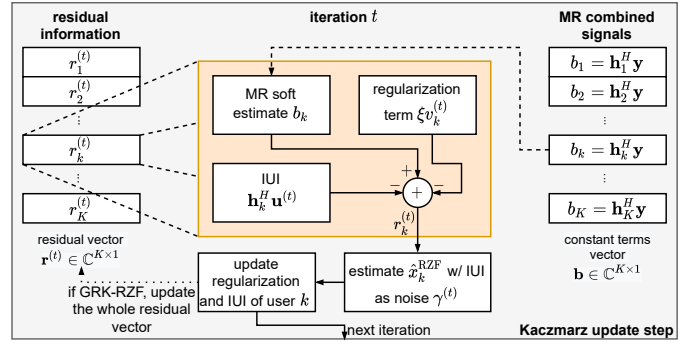 residual
information
iteration t
MR combined
signals
r_1^{(t)}
r_2^{(t)}
⋮
r_k^{(t)}
⋮
r_K^{(t)}
residual vector
r^{(t)} ∈ ℂ^{K×1}
MR soft
estimate b_k
regularization
term ξv_k^{(t)}
IUI
h_k^H u^{(t)}
+
−
+
−
r_k^{(t)}
b_1 = h_1^H y
b_2 = h_2^H y
⋮
b_k = h_k^H y
⋮
b_K = h_K^H y
constant terms
vector
b ∈ ℂ^{K×1}
update
regularization
and IUI of user k
estimate x̂_k^{RZF} w/ IUI
as noise γ^{(t)}
if GRK-RZF, update
the whole residual
vector
next iteration
Kaczmarz update step